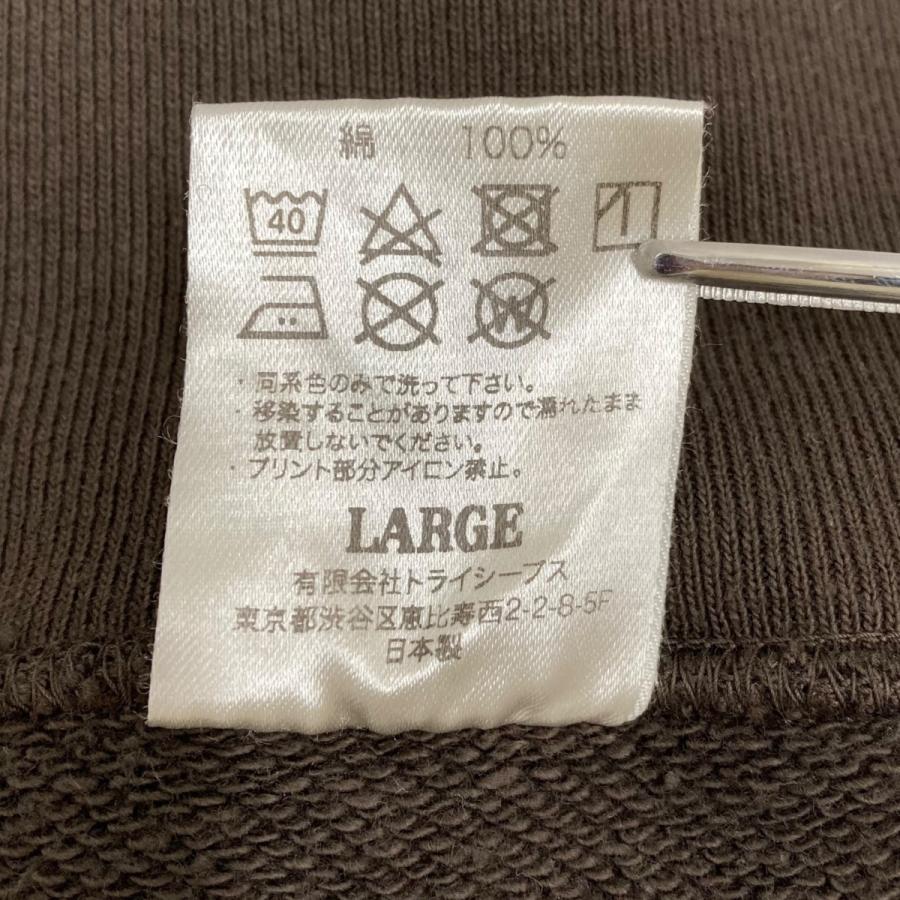 綿 100%
40
W
・同系色のみで洗って下さい。
・移染することがありますので濡れたまま
放置しないでください。
・プリント部分アイロン禁止。
LARGE
有限会社トライシープス
東京都渋谷区恵比寿西2-2-8-5F
日本製